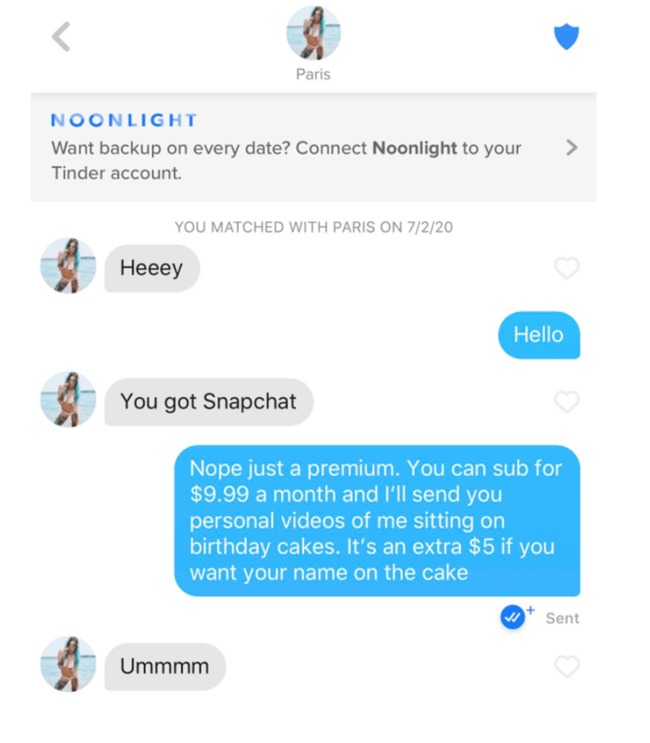 Paris
NOONLIGHT
Want backup on every date? Connect Noonlight to your
Tinder account.
YOU MATCHED WITH PARIS ON 7/2/20
Heeey
Hello
You got Snapchat
Nope just a premium. You can sub for
$9.99 a month and I'll send you
personal videos of me sitting on
birthday cakes. It's an extra $5 if you
want your name on the cake
Sent
Ummmm